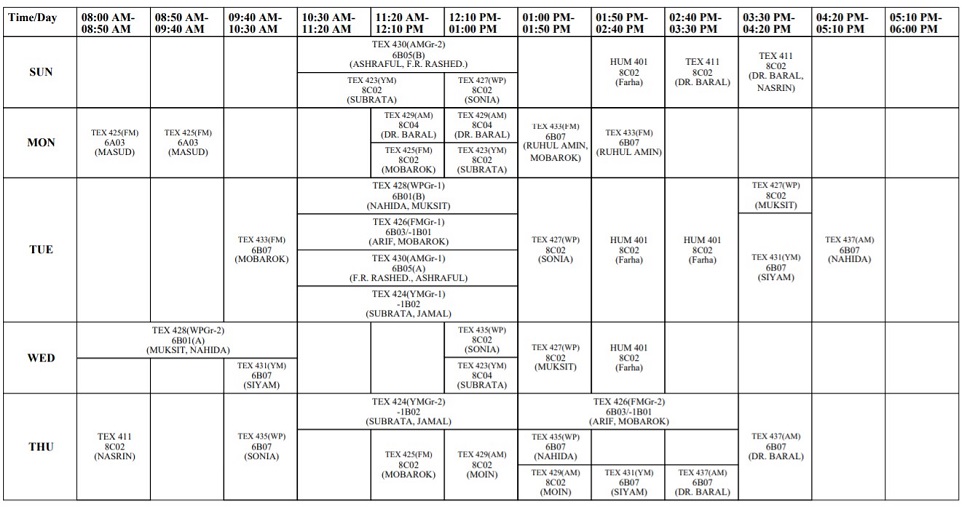 Time/Day
08:00 AM-
08:50 AM
08:50 AM-
09:40 AM
09:40 AM-
10:30 AM
10:30 AM-
11:20 AM
11:20 AM-
12:10 PM
12:10 PM-
01:00 PM
01:00 PM-
01:50 PM
01:50 PM-
02:40 PM
02:40 PM-
03:30 PM
03:30 PM-
04:20 PM
04:20 PM-
05:10 PM
05:10 PM-
06:00 PM
SUN
TEX 430(AMGr-2)
6B05(B)
(ASHRAFUL, F.R. RASHED.)
TEX 423(YM)
8C02
(SUBRATA)
TEX 427(WP)
8C02
(SONIA)
HUM 401
8C02
(Farha)
TEX 411
8C02
(DR. BARAL)
TEX 411
8C02
(DR. BARAL,
NASRIN)
MON
TEX 425(FM)
6A03
(MASUD)
TEX 425(FM)
6A03
(MASUD)
TEX 429(AM)
8C04
(DR. BARAL)
TEX 425(FM)
8C02
(MOBAROK)
TEX 429(AM)
8C04
(DR. BARAL)
TEX 423(YM)
8C02
(SUBRATA)
TEX 433(FM)
6B07
(RUHUL AMIN,
MOBAROK)
TEX 433(FM)
6B07
(RUHUL AMIN)
TUE
TEX 433(FM)
6B07
(MOBAROK)
TEX 428(WPGr-1)
6B01(B)
(NAHIDA, MUKSIT)
TEX 426(FMGr-1)
6B03/-1B01
(ARIF, MOBAROK)
TEX 430(AMGr-1)
6B05(A)
(F.R. RASHED., ASHRAFUL)
TEX 424(YMGr-1)
-1B02
(SUBRATA, JAMAL)
TEX 427(WP)
8C02
(SONIA)
HUM 401
8C02
(Farha)
HUM 401
8C02
(Farha)
TEX 427(WP)
8C02
(MUKSIT)
TEX 431(YM)
6B07
(SIYAM)
TEX 437(AM)
6B07
(NAHIDA)
WED
TEX 428(WPGr-2)
6B01(A)
(MUKSIT, NAHIDA)
TEX 431(YM)
6B07
(SIYAM)
TEX 435(WP)
8C02
(SONIA)
TEX 423(YM)
8C04
(SUBRATA)
TEX 427(WP)
8C02
(MUKSIT)
HUM 401
8C02
(Farha)
THU
TEX 411
8C02
(NASRIN)
TEX 435(WP)
6B07
(SONIA)
TEX 424(YMGr-2)
-1B02
(SUBRATA, JAMAL)
TEX 425(FM)
8C02
(MOBAROK)
TEX 429(AM)
8C02
(MOIN)
TEX 426(FMGr-2)
6B03/-1B01
(ARIF, MOBAROK)
TEX 435(WP)
6B07
(NAHIDA)
TEX 429(AM)
8C02
(MOIN)
TEX 431(YM)
6B07
(SIYAM)
TEX 437(AM)
6B07
(DR. BARAL)
TEX 437(AM)
6B07
(DR. BARAL)